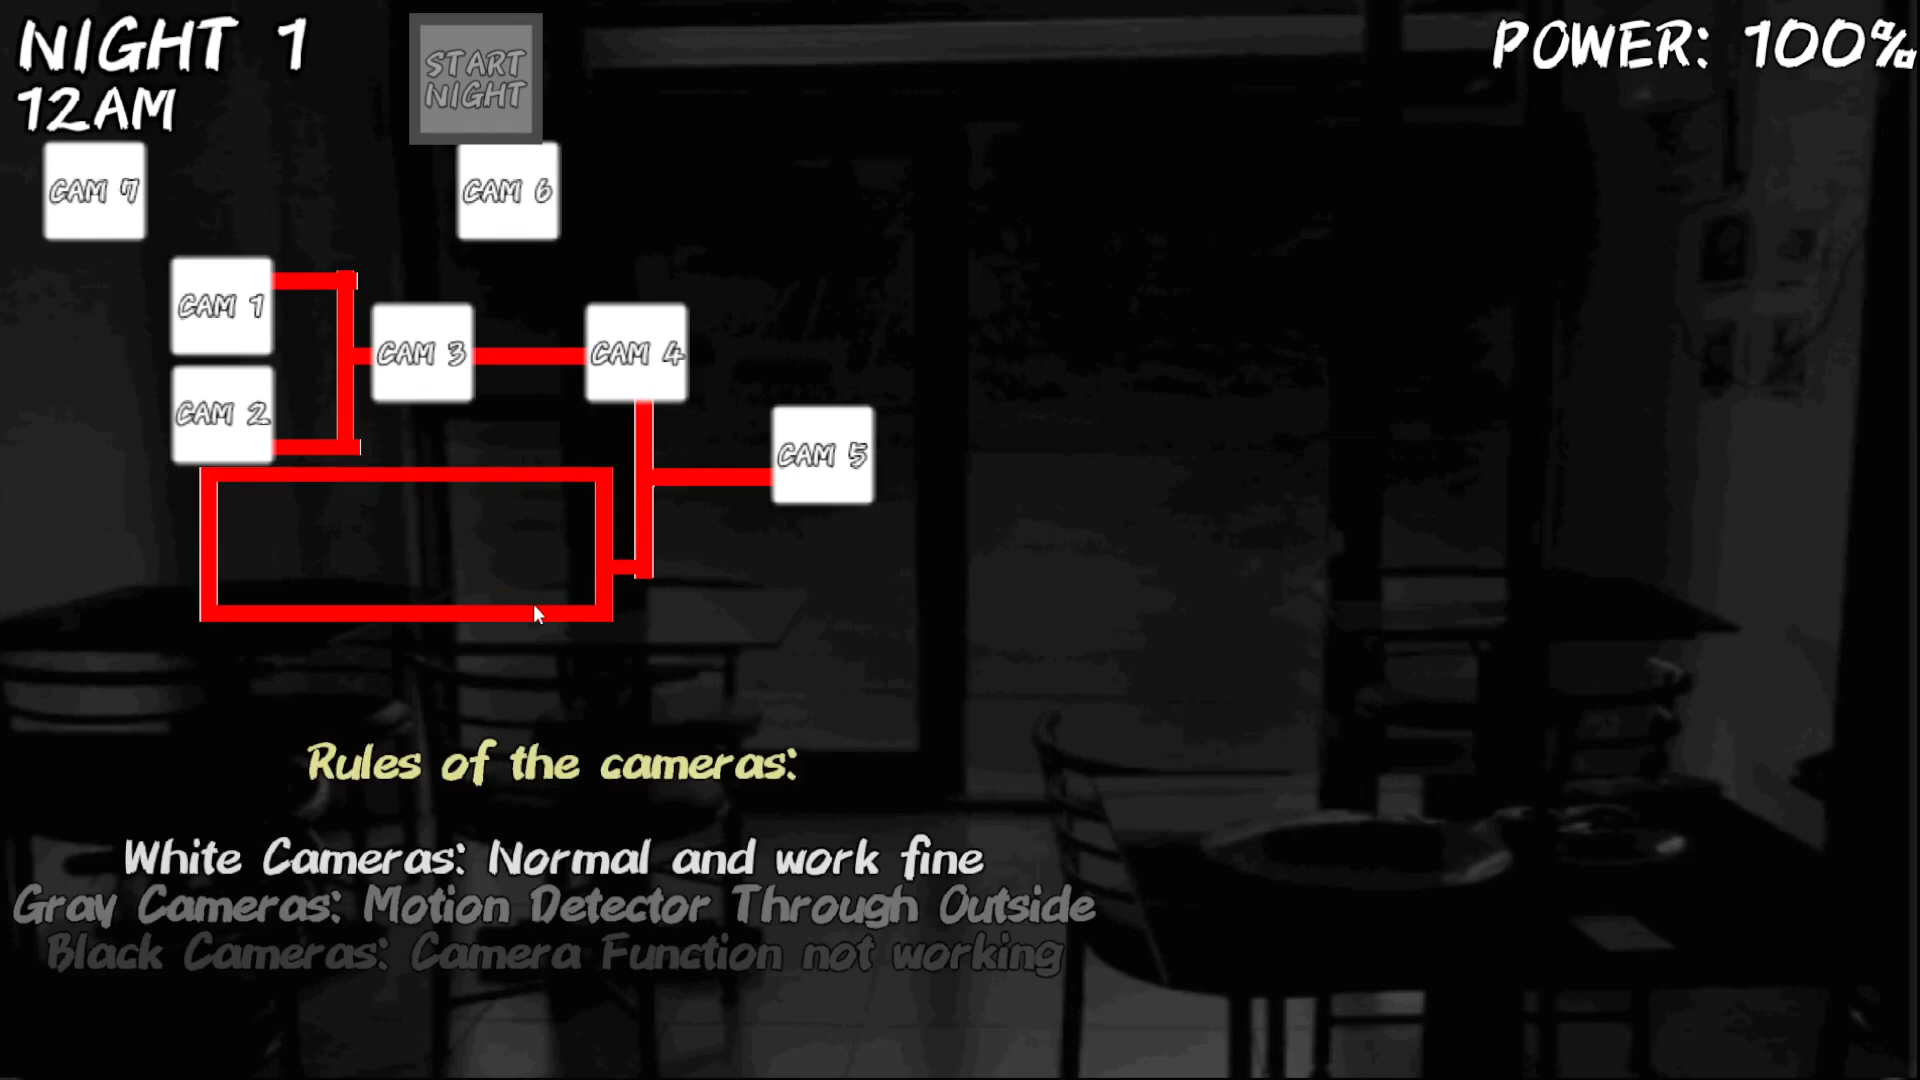 NIGHT 1
12AM
START
NIGHT
POWER: 100%
CAM 7
CAM 6
CAM 1
CAM 3
CAM 4
CAM 2
CAM 5
Rules of the cameras:
White Cameras: Normal and work fine
Gray Cameras: Motion Detector Through Outside
Black Cameras: Camera Function not working